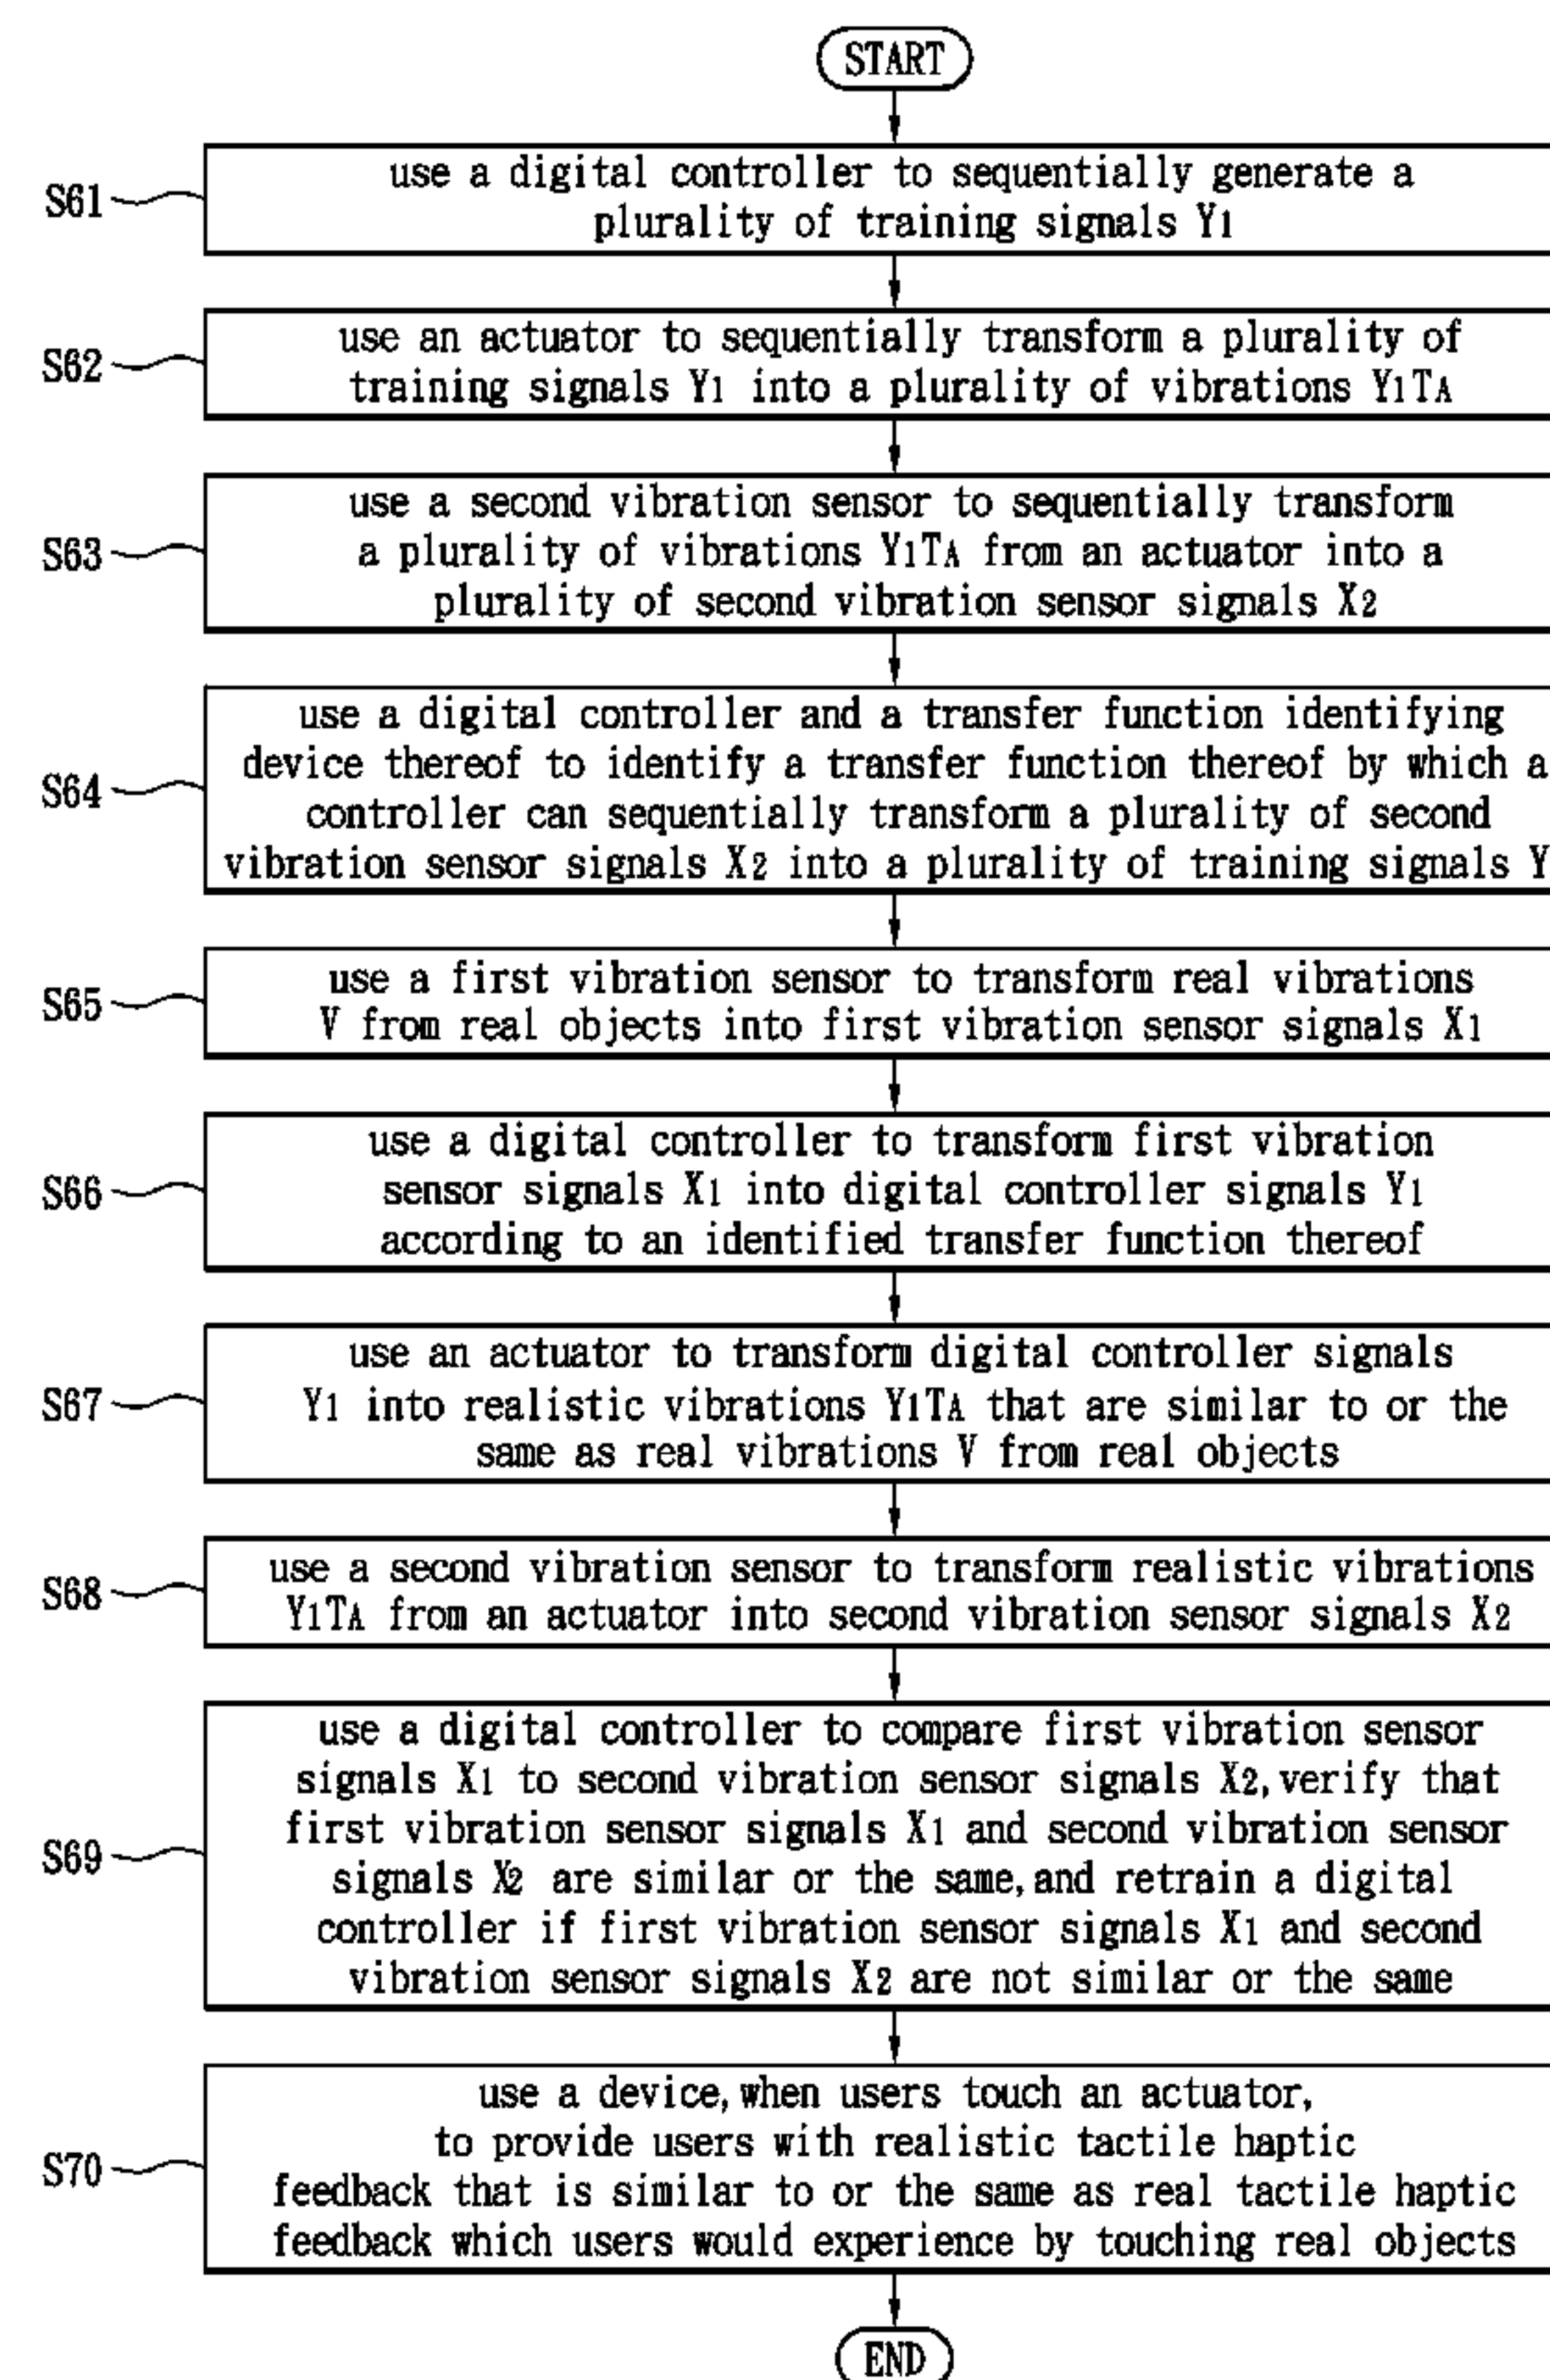 START
S61
use a digital controller to sequentially generate a
plurality of training signals Y1
S62
use an actuator to sequentially transform a plurality of
training signals Y1 into a plurality of vibrations Y1TA
S63
use a second vibration sensor to sequentially transform
a plurality of vibrations Y1TA from an actuator into a
plurality of second vibration sensor signals X2
S64
use a digital controller and a transfer function identifying
device thereof to identify a transfer function thereof by which a
controller can sequentially transform a plurality of second
vibration sensor signals X2 into a plurality of training signals Y
S65
use a first vibration sensor to transform real vibrations
V from real objects into first vibration sensor signals X1
S66
use a digital controller to transform first vibration
sensor signals X1 into digital controller signals Y1
according to an identified transfer function thereof
S67
use an actuator to transform digital controller signals
Y1 into realistic vibrations Y1TA that are similar to or the
same as real vibrations V from real objects
S68
use a second vibration sensor to transform realistic vibrations
Y1TA from an actuator into second vibration sensor signals X2
S69
use a digital controller to compare first vibration sensor
signals X1 to second vibration sensor signals X2, verify that
first vibration sensor signals X1 and second vibration sensor
signals X2 are similar or the same, and retrain a digital
controller if first vibration sensor signals X1 and second
vibration sensor signals X2 are not similar or the same
S70
use a device, when users touch an actuator,
to provide users with realistic tactile haptic
feedback that is similar to or the same as real tactile haptic
feedback which users would experience by touching real objects
END